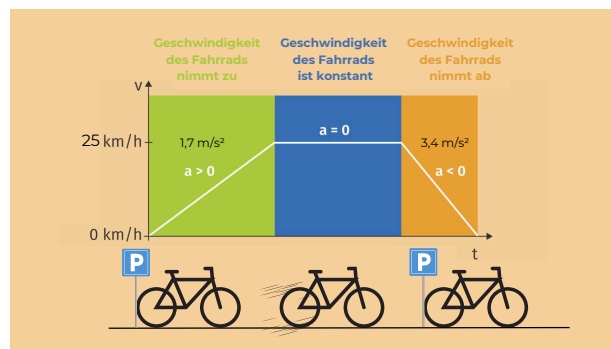 Geschwindigkeit
des Fahrrads
nimmt zu
Geschwindigkeit
des Fahrrads
ist konstant
Geschwindigkeit
des Fahrrads
nimmt ab
v
25 km/h
1,7 m/s²
a = 0
3,4 m/s²
a > 0
a < 0
0 km/h
t
P
P